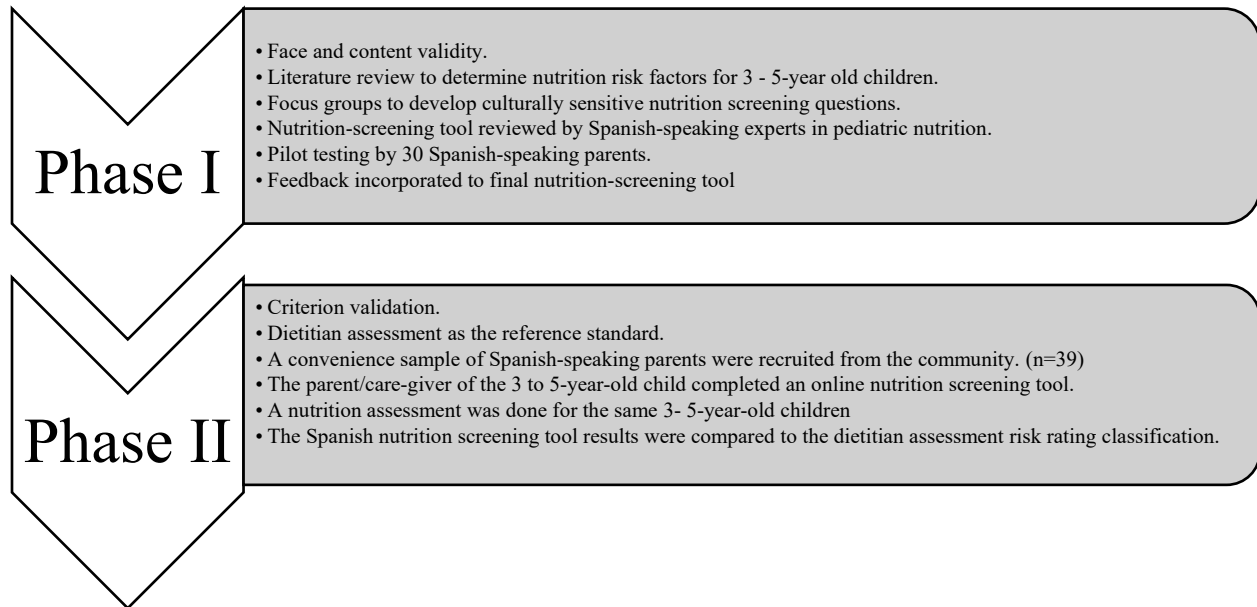 Phase I
• Face and content validity.
• Literature review to determine nutrition risk factors for 3 - 5-year old children.
• Focus groups to develop culturally sensitive nutrition screening questions.
• Nutrition-screening tool reviewed by Spanish-speaking experts in pediatric nutrition.
• Pilot testing by 30 Spanish-speaking parents.
• Feedback incorporated to final nutrition-screening tool
Phase II
• Criterion validation.
• Dietitian assessment as the reference standard.
• A convenience sample of Spanish-speaking parents were recruited from the community. (n=39)
• The parent/care-giver of the 3 to 5-year-old child completed an online nutrition screening tool.
• A nutrition assessment was done for the same 3- 5-year-old children
• The Spanish nutrition screening tool results were compared to the dietitian assessment risk rating classification.